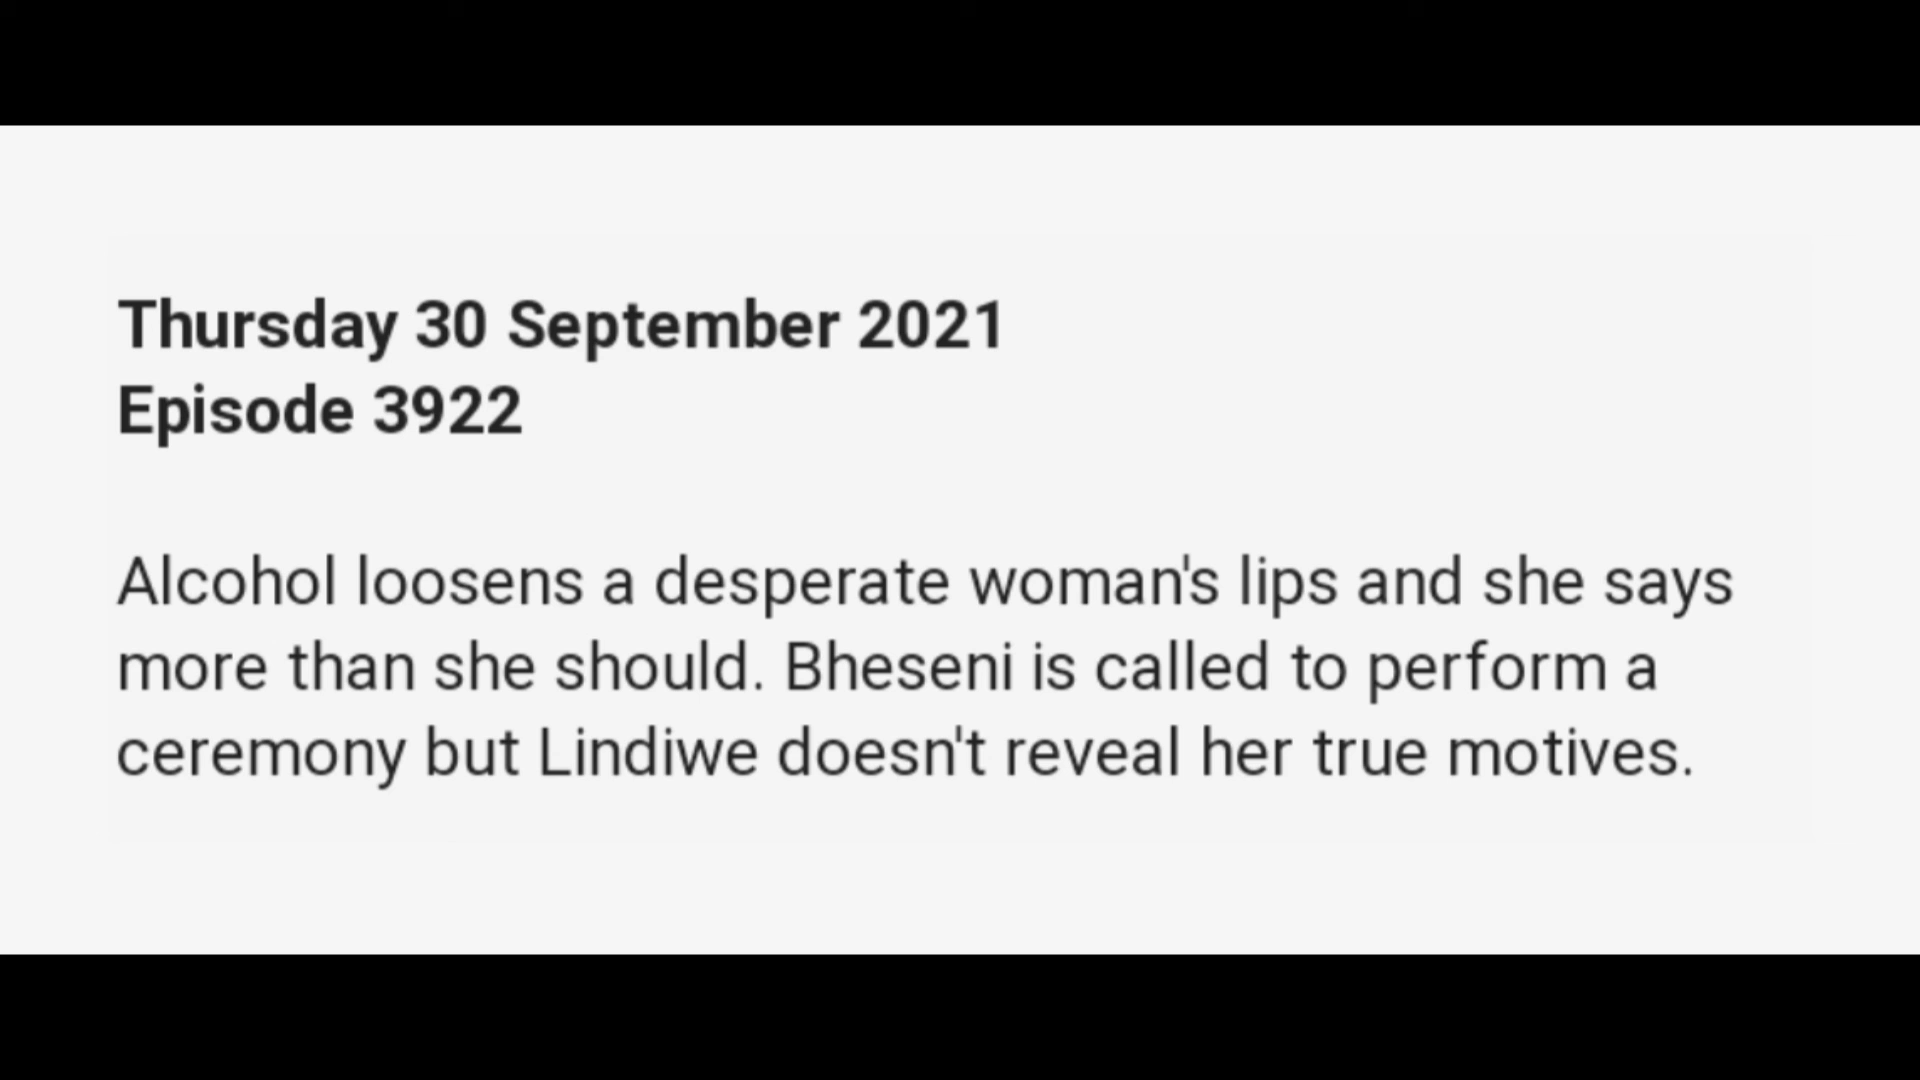 Thursday 30 September 2021
Episode 3922
Alcohol loosens a desperate woman's lips and she says
more than she should. Bheseni is called to perform a
ceremony but Lindiwe doesn't reveal her true motives.